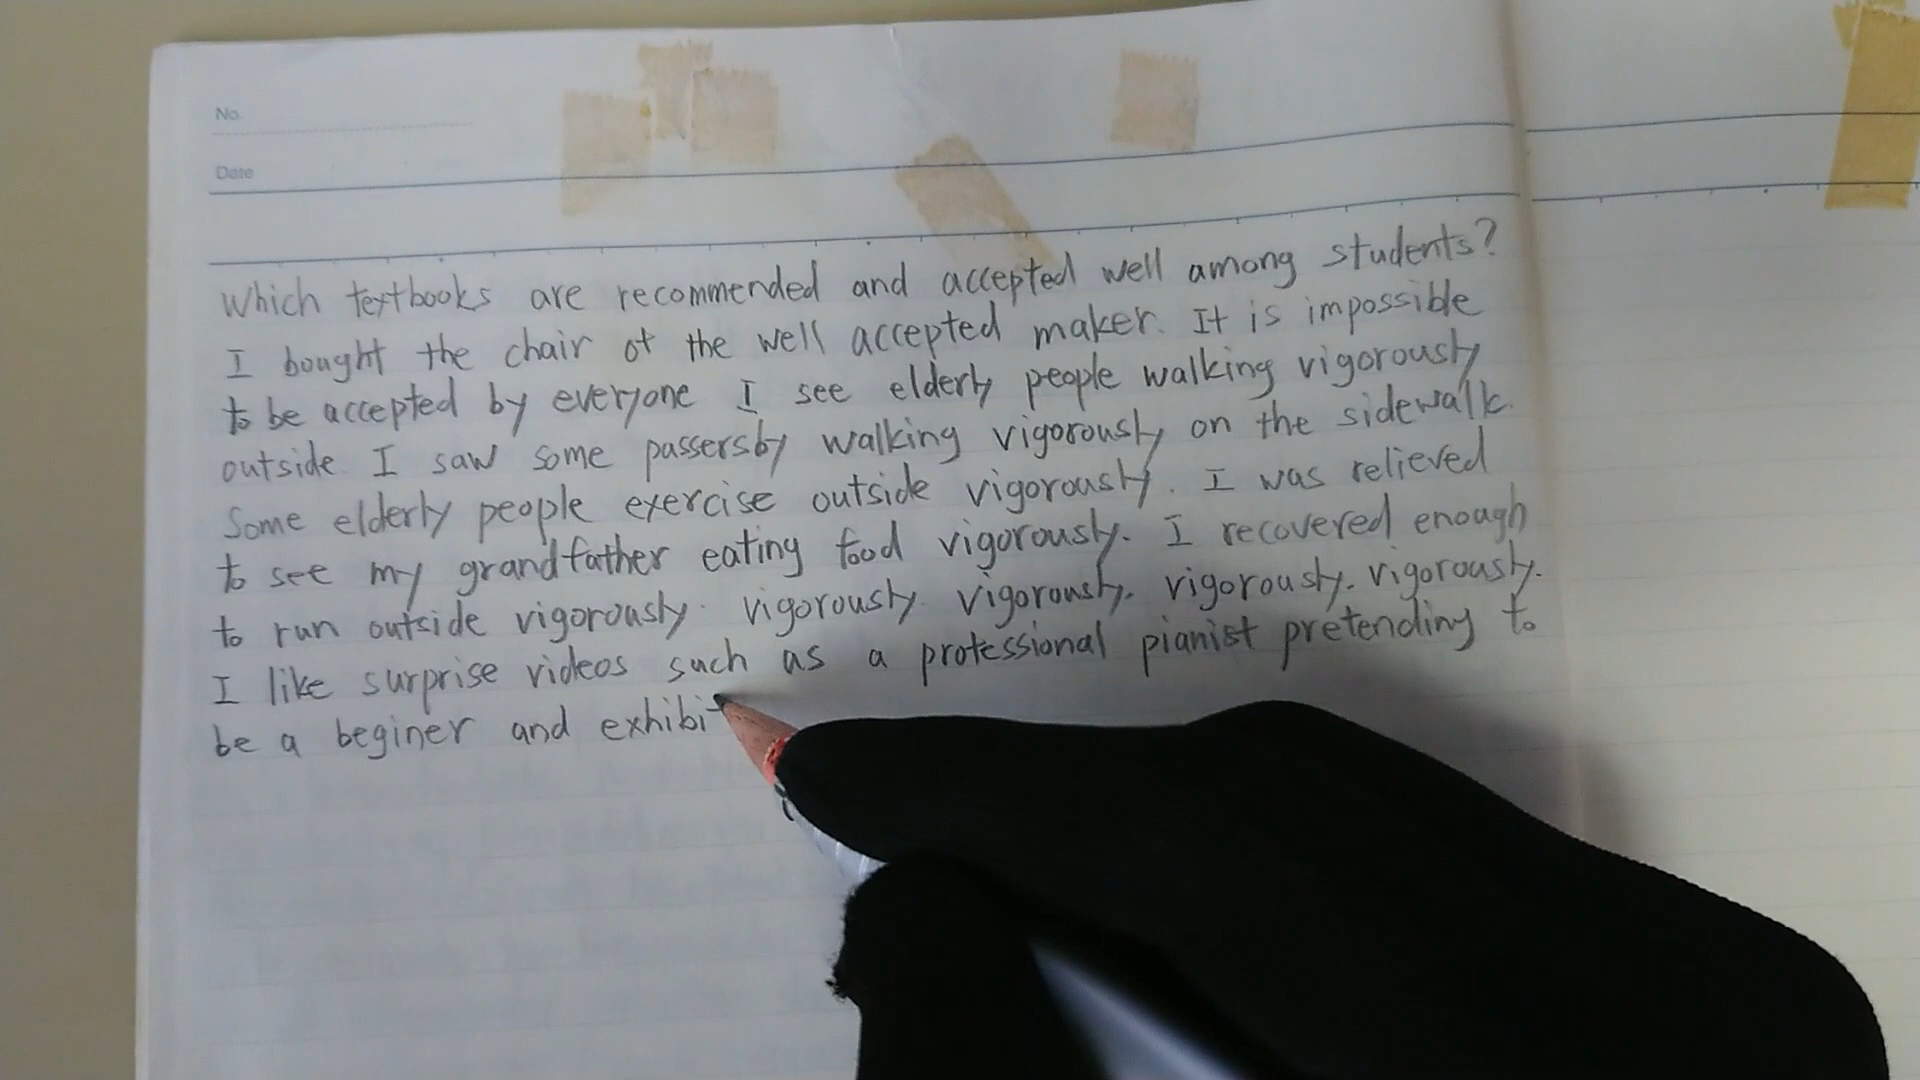 No.
Date
Which textbooks are recommended and accepted well among students?
I bought the chair of the well accepted maker. It is impossible
to be accepted by everyone I see elderly people walking vigorously
outside. I saw some passersby walking vigorously on the sidewalk.
Some elderly people exercise outside vigorously. I was relieved
to see my grandfather eating food vigorously. I recovered enough
to run outside vigorously. vigorously. vigorously. vigorously. vigorously.
I like surprise videos such as a professional pianist pretending to
be a beginer and exhibit